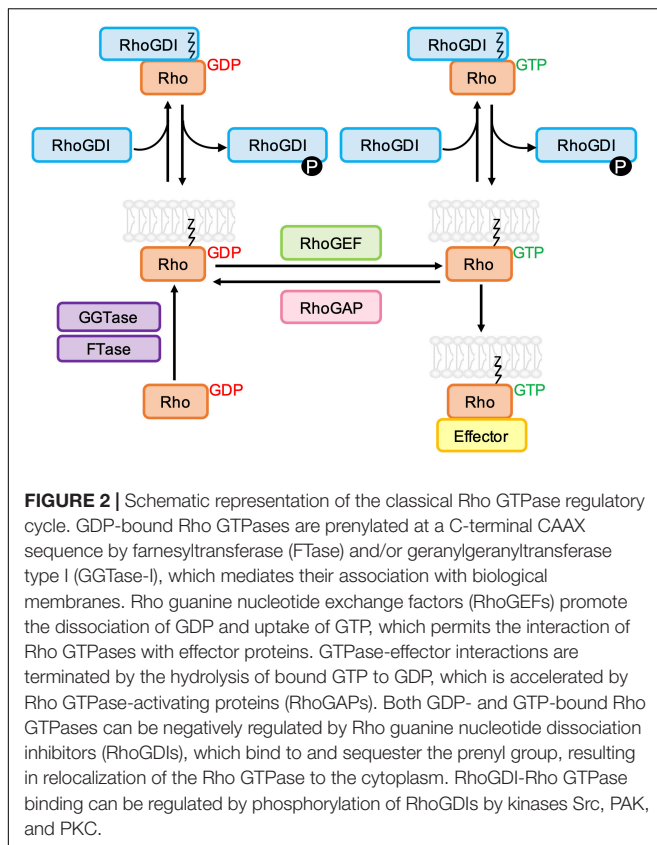 RhoGDI
RhoGDI
Rho
GDP
Rho
GTP
RhoGDI
RhoGDI
P
RhoGDI
RhoGDI
P
Rho
GDP
RhoGEF
Rho
GTP
RhoGAP
GGTase
FTase
Rho
GDP
Rho
GTP
Effector
FIGURE 2 | Schematic representation of the classical Rho GTPase regulatory
cycle. GDP-bound Rho GTPases are prenylated at a C-terminal CAAX
sequence by farnesyltransferase (FTase) and/or geranylgeranyltransferase
type I (GGTase-I), which mediates their association with biological
membranes. Rho guanine nucleotide exchange factors (RhoGEFs) promote
the dissociation of GDP and uptake of GTP, which permits the interaction of
Rho GTPases with effector proteins. GTPase-effector interactions are
terminated by the hydrolysis of bound GTP to GDP, which is accelerated by
Rho GTPase-activating proteins (RhoGAPs). Both GDP- and GTP-bound Rho
GTPases can be negatively regulated by Rho guanine nucleotide dissociation
inhibitors (RhoGDIs), which bind to and sequester the prenyl group, resulting
in relocalization of the Rho GTPase to the cytoplasm. RhoGDI-Rho GTPase
binding can be regulated by phosphorylation of RhoGDIs by kinases Src, PAK,
and PKC.